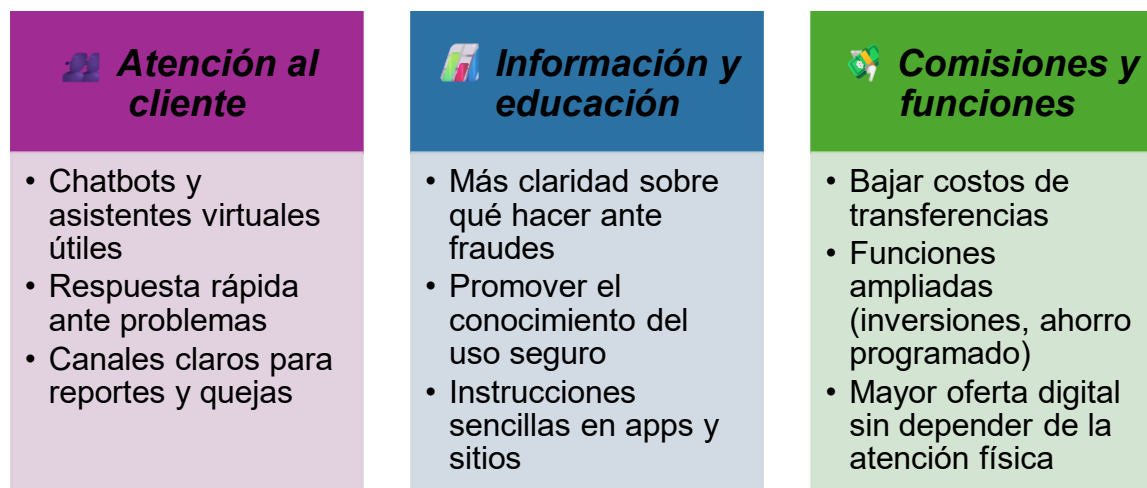 Atención al
cliente
• Chatbots y
asistentes virtuales
útiles
• Respuesta rápida
ante problemas
• Canales claros para
reportes y quejas
Información y
educación
• Más claridad sobre
qué hacer ante
fraudes
• Promover el
conocimiento del
uso seguro
• Instrucciones
sencillas en apps y
sitios
Comisiones y
funciones
• Bajar costos de
transferencias
• Funciones
ampliadas
(inversiones, ahorro
programado)
• Mayor oferta digital
sin depender de la
atención física